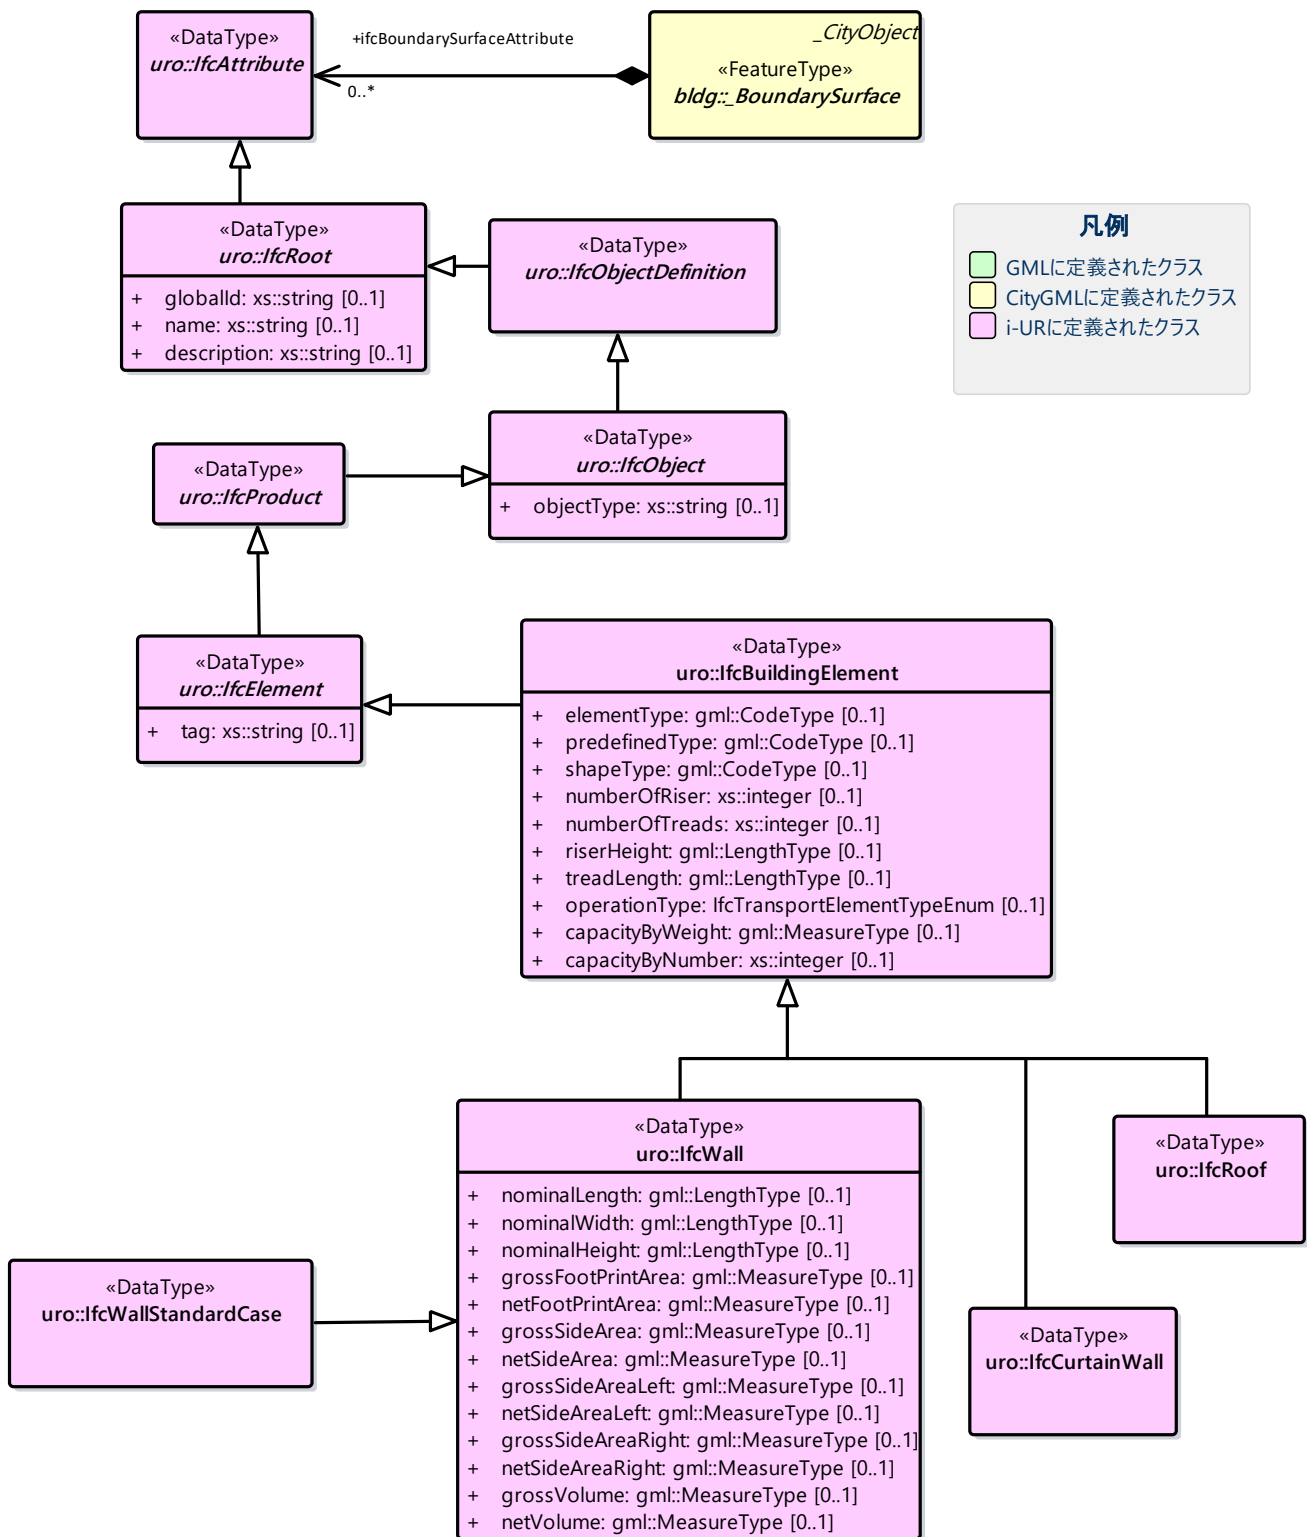 «DataType»
uro::IfcAttribute
+ifcBoundarySurfaceAttribute
0..*
_CityObject
«FeatureType»
bldg::_BoundarySurface
«DataType»
uro::IfcRoot
+ globalId: xs::string [0..1]
+ name: xs::string [0..1]
+ description: xs::string [0..1]
«DataType»
uro::IfcObjectDefinition
凡例
GMLに定義されたクラス
CityGMLに定義されたクラス
i-URに定義されたクラス
«DataType»
uro::IfcProduct
«DataType»
uro::IfcObject
+ objectType: xs::string [0..1]
«DataType»
uro::IfcElement
+ tag: xs::string [0..1]
«DataType»
uro::IfcBuildingElement
+ elementType: gml::CodeType [0..1]
+ predefinedType: gml::CodeType [0..1]
+ shapeType: gml::CodeType [0..1]
+ numberOfRiser: xs::integer [0..1]
+ numberOfTreads: xs::integer [0..1]
+ riserHeight: gml::LengthType [0..1]
+ treadLength: gml::LengthType [0..1]
+ operationType: IfcTransportElementTypeEnum [0..1]
+ capacityByWeight: gml::MeasureType [0..1]
+ capacityByNumber: xs::integer [0..1]
«DataType»
uro::IfcWall
+ nominalLength: gml::LengthType [0..1]
+ nominalWidth: gml::LengthType [0..1]
+ nominalHeight: gml::LengthType [0..1]
+ grossFootPrintArea: gml::MeasureType [0..1]
+ netFootPrintArea: gml::MeasureType [0..1]
+ grossSideArea: gml::MeasureType [0..1]
+ netSideArea: gml::MeasureType [0..1]
+ grossSideAreaLeft: gml::MeasureType [0..1]
+ netSideAreaLeft: gml::MeasureType [0..1]
+ grossSideAreaRight: gml::MeasureType [0..1]
+ netSideAreaRight: gml::MeasureType [0..1]
+ grossVolume: gml::MeasureType [0..1]
+ netVolume: gml::MeasureType [0..1]
«DataType»
uro::IfcRoof
«DataType»
uro::IfcWallStandardCase
«DataType»
uro::IfcCurtainWall